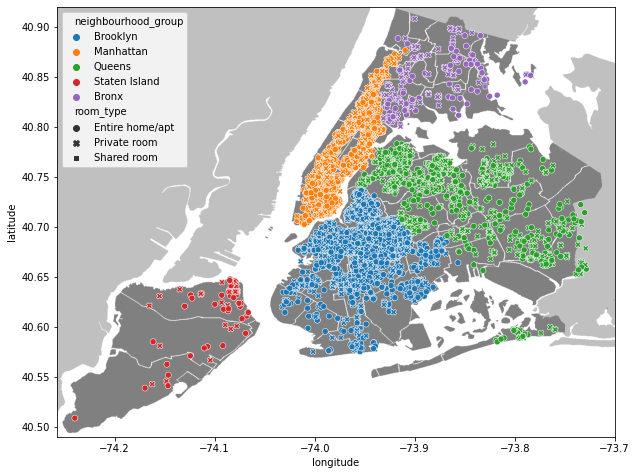 neighbourhood_group
Brooklyn
Manhattan
Queens
Staten Island
Bronx
room_type
Entire home/apt
Private room
Shared room
latitude
40.90
40.85
40.80
40.75
40.70
40.65
40.60
40.55
40.50
−74.2 −74.1 −74.0 −73.9 −73.8 −73.7
longitude